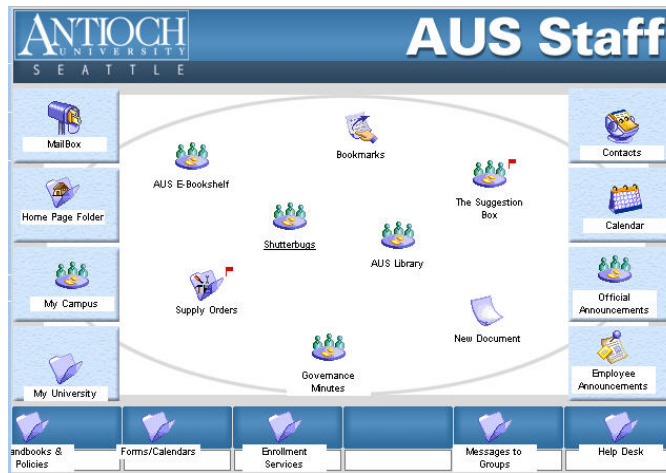 ANTIOCH
UNIVERSITY
SEATTLE
AUS Staff
MailBox
Bookmarks
Contacts
AUS E-Bookshelf
The Suggestion
Box
Home Page Folder
Calendar
Shutterbugs
AUS Library
My Campus
Supply Orders
Official
Announcements
New Document
My University
Governance
Minutes
Employee
Announcements
andbooks &
Policies
Forms/Calendars
Enrollment
Services
Messages to
Groups
Help Desk